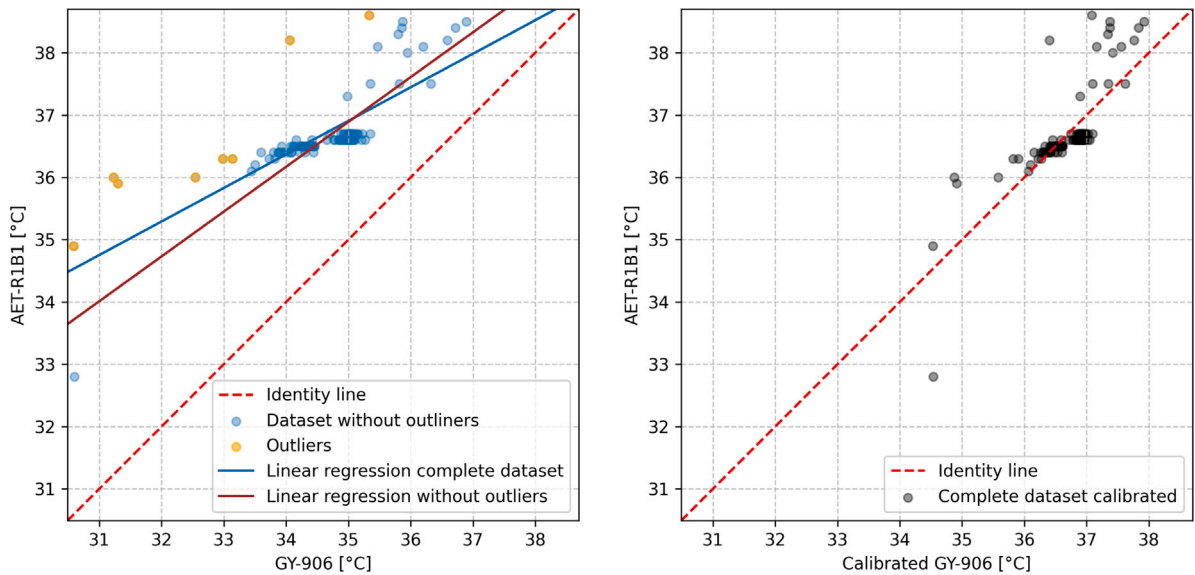 38
37
36
35
34
33
32
31
AET-R1B1 [°C]
Identity line
Dataset without outliners
Outliers
Linear regression complete dataset
Linear regression without outliers
31 32 33 34 35 36 37 38
GY-906 [°C]
38
37
36
35
34
33
32
31
AET-R1B1 [°C]
Identity line
Complete dataset calibrated
31 32 33 34 35 36 37 38
Calibrated GY-906 [°C]